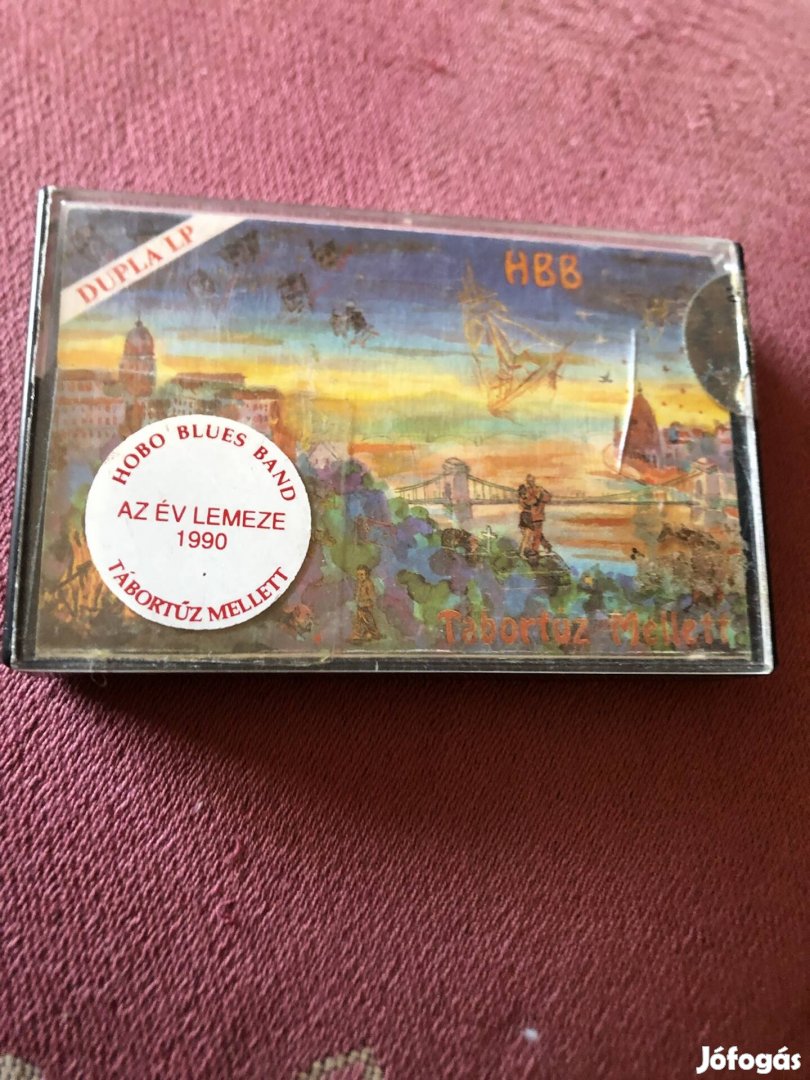 DUPLA LP
HBB
HOBO BLUES BAND
AZ ÉV LEMEZE
1990
TÁBORTŰZ MELLETT
Tábortűz Mellett
Jófogás